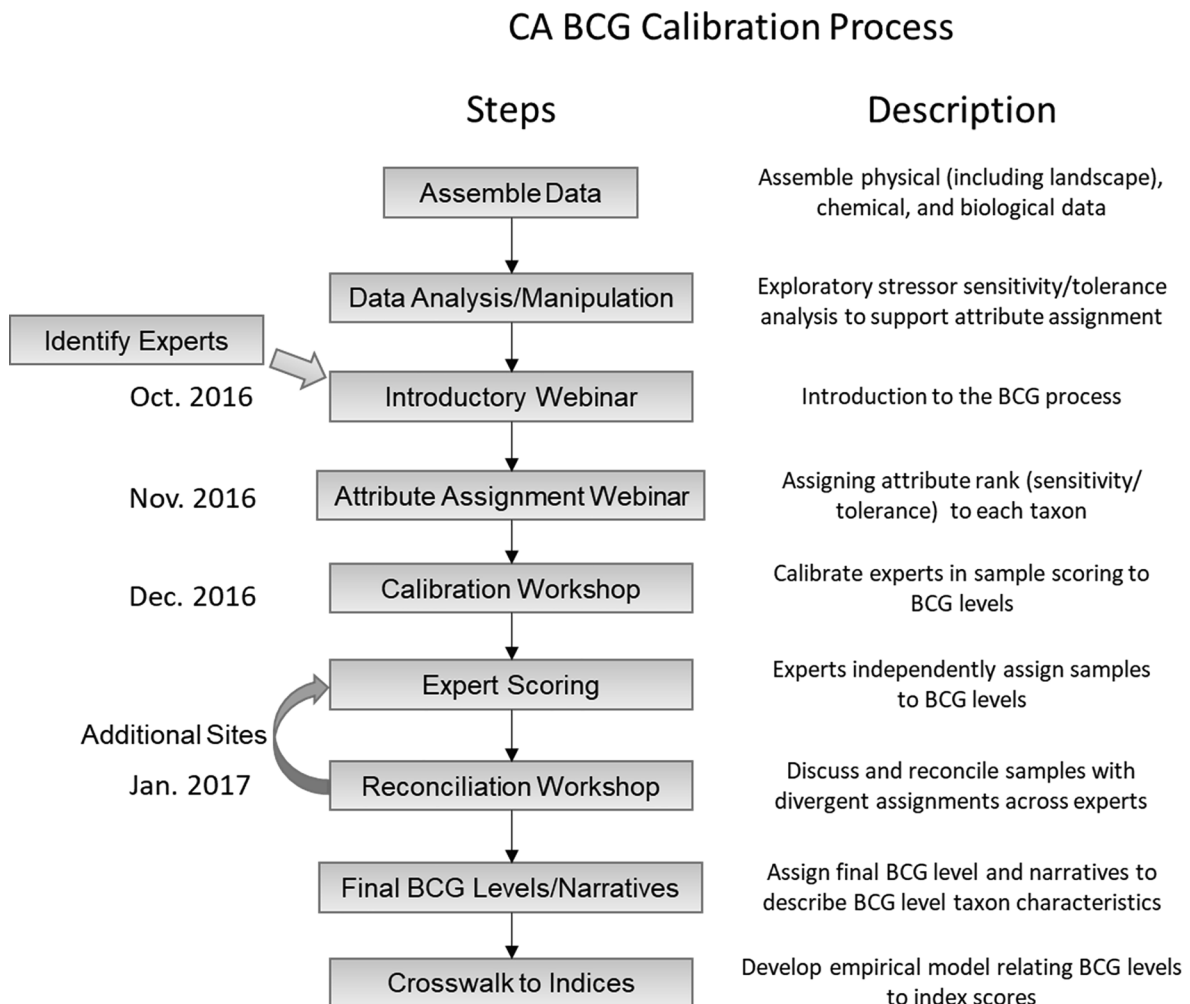 CA BCG Calibration Process
Steps
Description
Assemble Data
Assemble physical (including landscape),
chemical, and biological data
Data Analysis/Manipulation
Exploratory stressor sensitivity/tolerance
analysis to support attribute assignment
Identify Experts
Oct. 2016
Introductory Webinar
Introduction to the BCG process
Nov. 2016
Attribute Assignment Webinar
Assigning attribute rank (sensitivity/
tolerance) to each taxon
Dec. 2016
Calibration Workshop
Calibrate experts in sample scoring to
BCG levels
Expert Scoring
Experts independently assign samples
to BCG levels
Additional Sites
Jan. 2017
Reconciliation Workshop
Discuss and reconcile samples with
divergent assignments across experts
Final BCG Levels/Narratives
Assign final BCG level and narratives to
describe BCG level taxon characteristics
Crosswalk to Indices
Develop empirical model relating BCG levels
to index scores